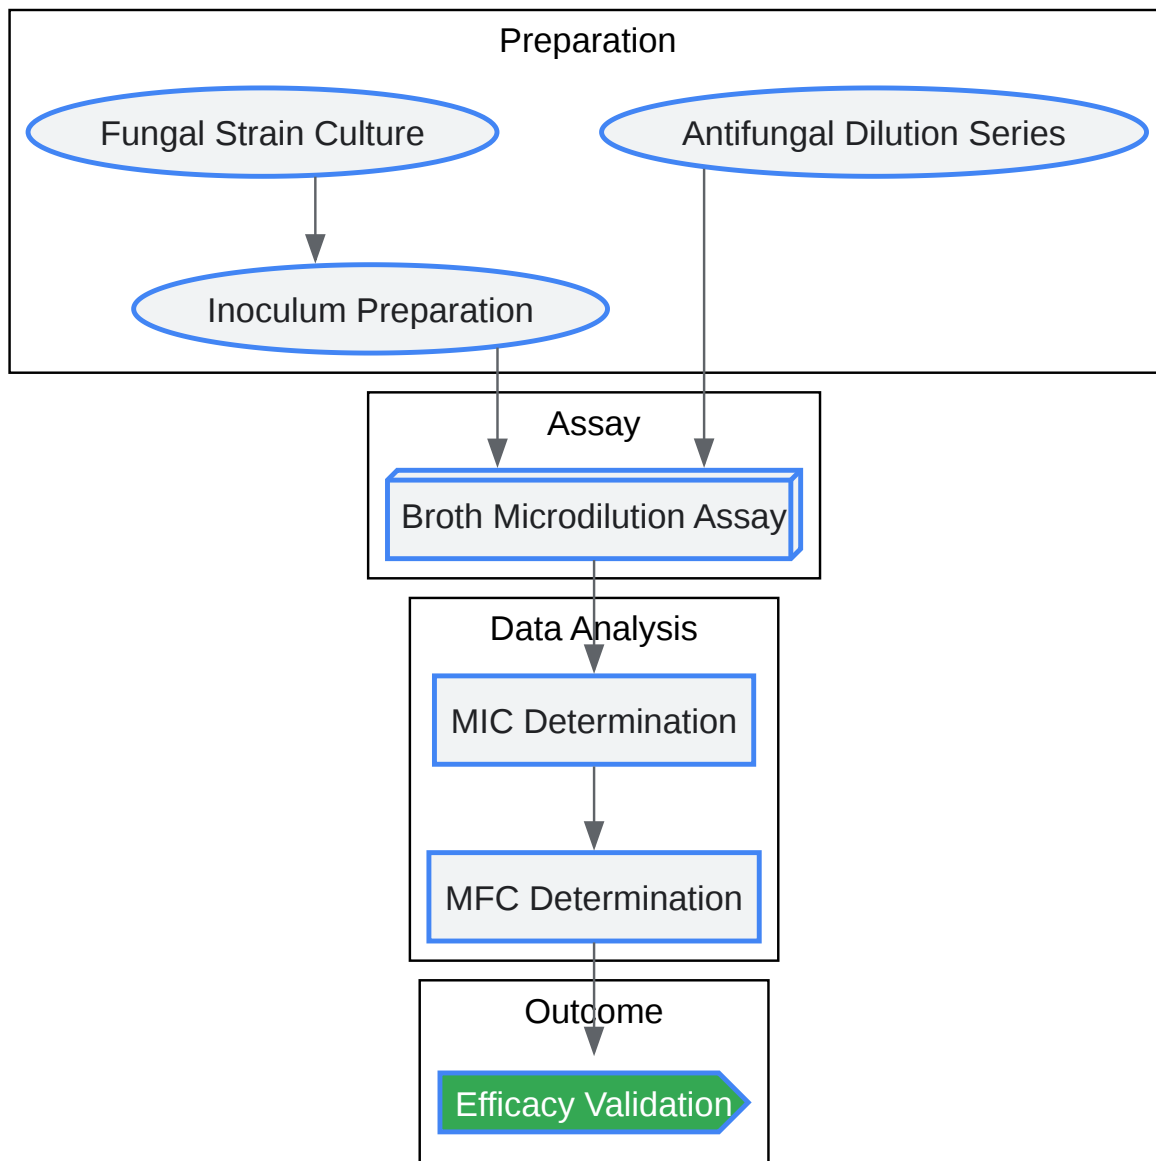 Preparation
Fungal Strain Culture
Antifungal Dilution Series
Inoculum Preparation
Assay
Broth Microdilution Assay
Data Analysis
MIC Determination
MFC Determination
Outcome
Efficacy Validation